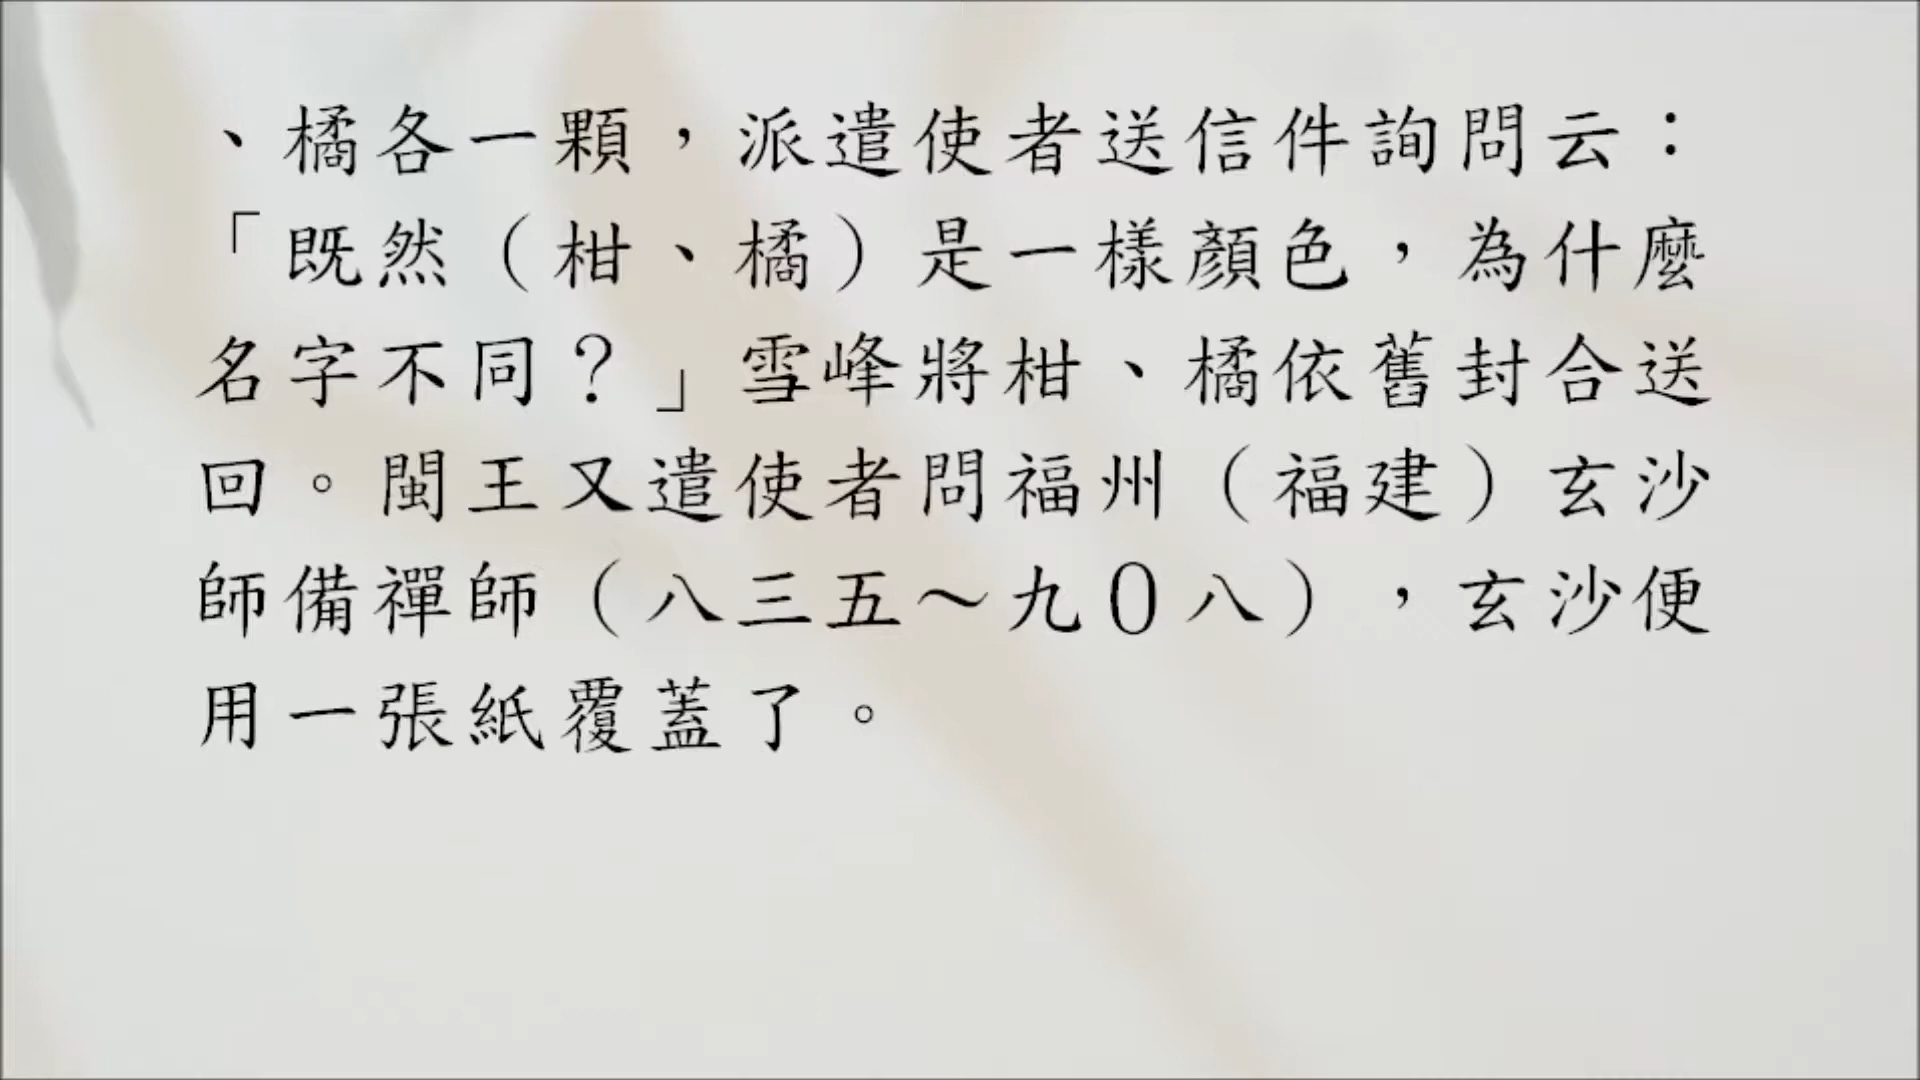 、橘各一顆，派遣使者送信件詢問云：
「既然（柑、橘）是一樣顏色，為什麼
名字不同？」雪峰將柑、橘依舊封合送
回。閩王又遣使者問福州（福建）玄沙
師備禪師（八三五～九０八），玄沙便
用一張紙覆蓋了。